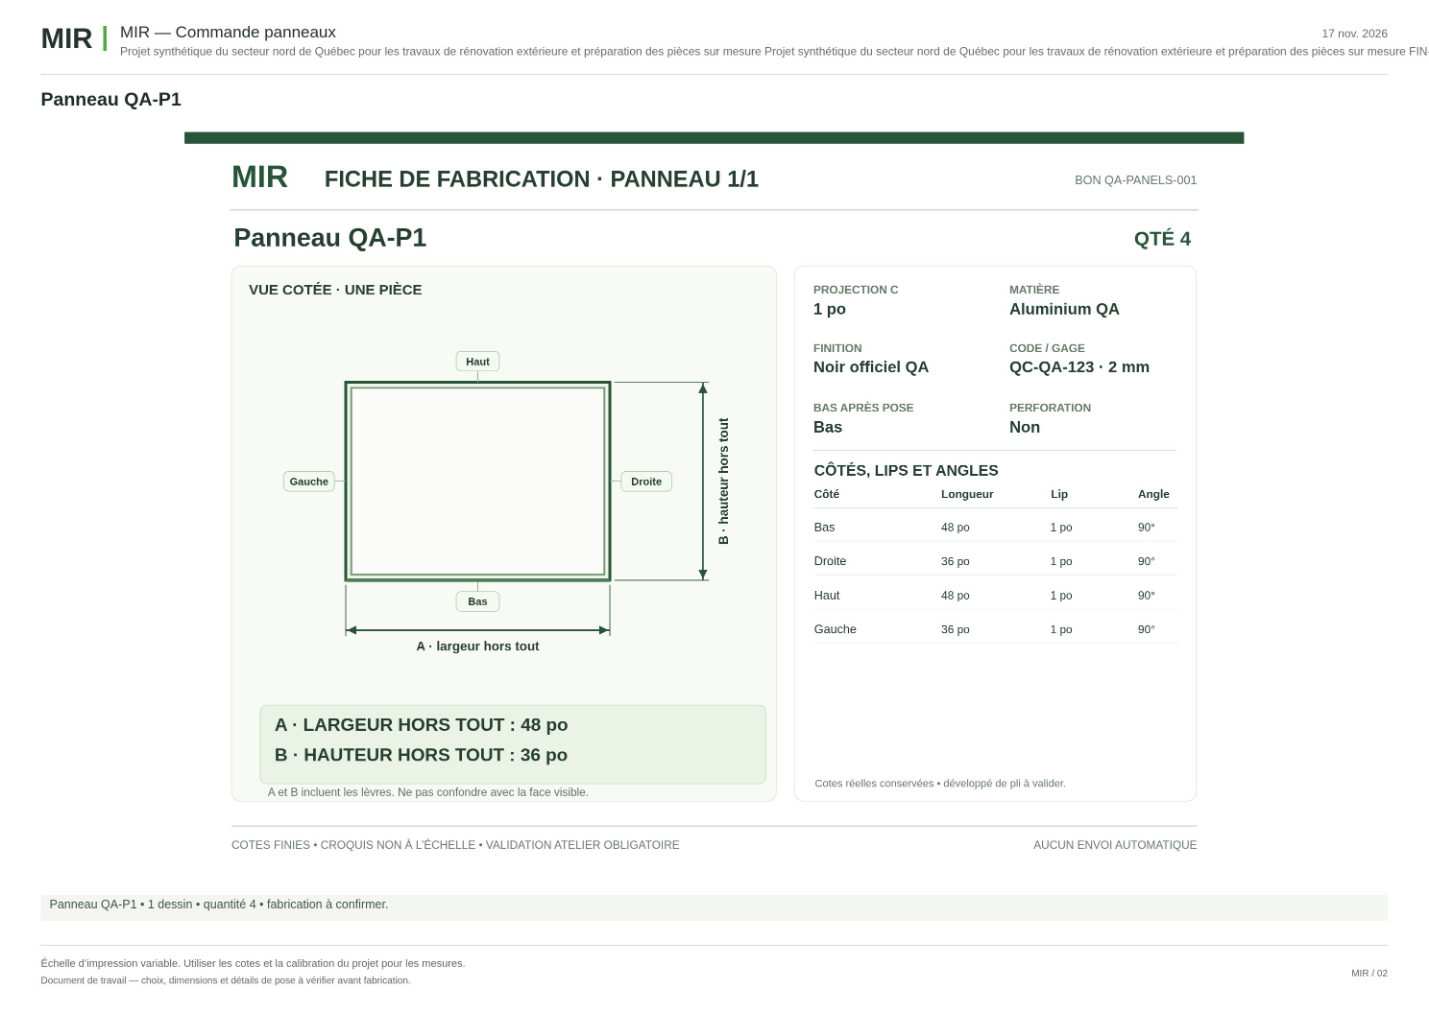 MIR
MIR — Commande panneaux
17 nov. 2026
Projet synthétique du secteur nord de Québec pour les travaux de rénovation extérieure et préparation des pièces sur mesure Projet synthétique du secteur nord de Québec pour les travaux de rénovation extérieure et préparation des pièces sur mesure FIN-
Panneau QA-P1
MIR FICHE DE FABRICATION · PANNEAU 1/1
BON QA-PANELS-001
Panneau QA-P1
QTÉ 4
VUE COTÉE · UNE PIÈCE
Haut
Gauche
Droite
Bas
B · hauteur hors tout
A · largeur hors tout
A · LARGEUR HORS TOUT : 48 po
B · HAUTEUR HORS TOUT : 36 po
A et B incluent les lèvres. Ne pas confondre avec la face visible.
PROJECTION C MATIÈRE
1 po Aluminium QA
FINITION CODE / GAGE
Noir officiel QA QC-QA-123 · 2 mm
BAS APRÈS POSE PERFORATION
Bas Non
CÔTÉS, LIPS ET ANGLES
Côté Longueur Lip Angle
Bas 48 po 1 po 90°
Droite 36 po 1 po 90°
Haut 48 po 1 po 90°
Gauche 36 po 1 po 90°
Cotes réelles conservées • développé de pli à valider.
COTES FINIES • CROQUIS NON À L'ÉCHELLE • VALIDATION ATELIER OBLIGATOIRE
AUCUN ENVOI AUTOMATIQUE
Panneau QA-P1 • 1 dessin • quantité 4 • fabrication à confirmer.
Échelle d'impression variable. Utiliser les cotes et la calibration du projet pour les mesures.
Document de travail — choix, dimensions et détails de pose à vérifier avant fabrication.
MIR / 02